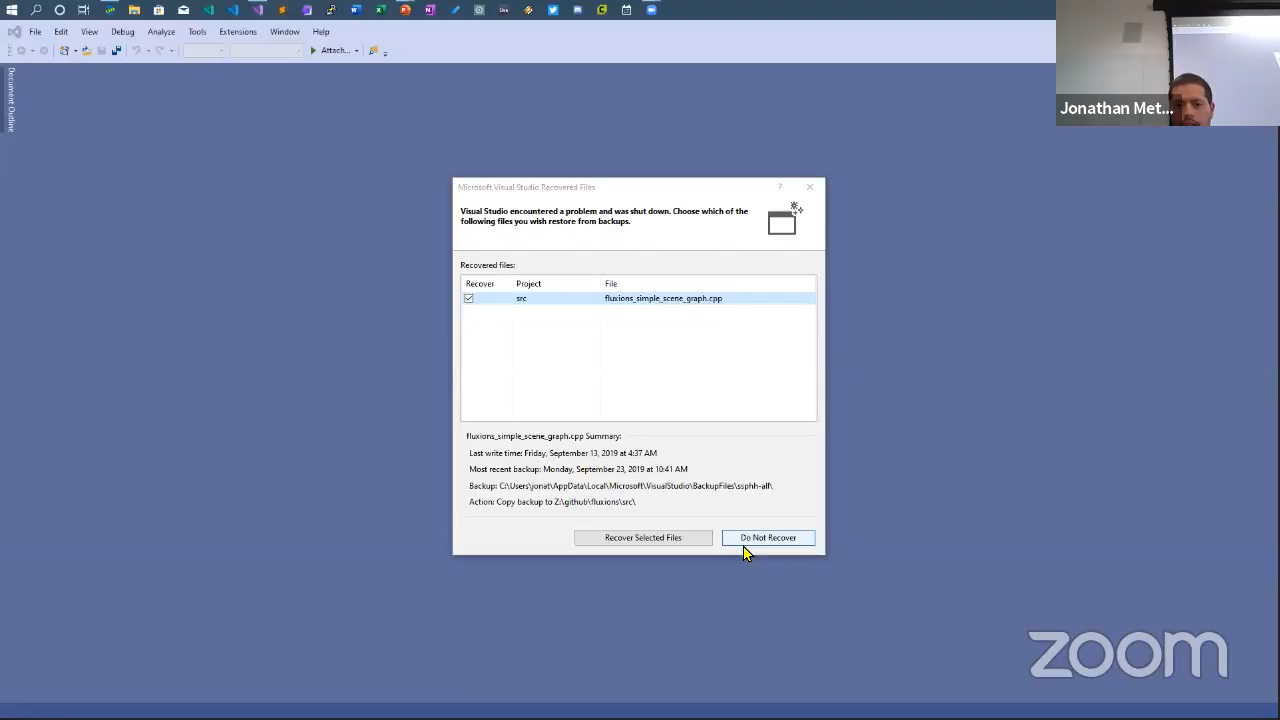 File Edit View Debug Analyze Tools Extensions Window Help
Attach...
Document Outline
Jonathan Met...
Microsoft Visual Studio Recovered Files
?
Visual Studio encountered a problem and was shut down. Choose which of the
following files you wish restore from backups.
Recovered files:
Recover Project File
src fluxions_simple_scene_graph.cpp
fluxions_simple_scene_graph.cpp Summary:
Last write time: Friday, September 13, 2019 at 4:37 AM
Most recent backup: Monday, September 23, 2019 at 10:41 AM
Backup: C:\Users\jonat\AppData\Local\Microsoft\VisualStudio\BackupFiles\ssphh-all\
Action: Copy backup to Z:\github\fluxions\src\
Recover Selected Files Do Not Recover
zoom